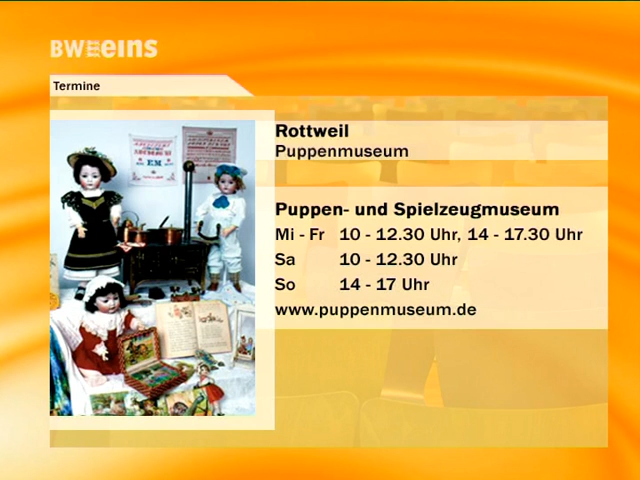 BW eins
Termine
Rottweil
Puppenmuseum
Puppen- und Spielzeugmuseum
Mi - Fr 10 - 12.30 Uhr, 14 - 17.30 Uhr
Sa 10 - 12.30 Uhr
So 14 - 17 Uhr
www.puppenmuseum.de